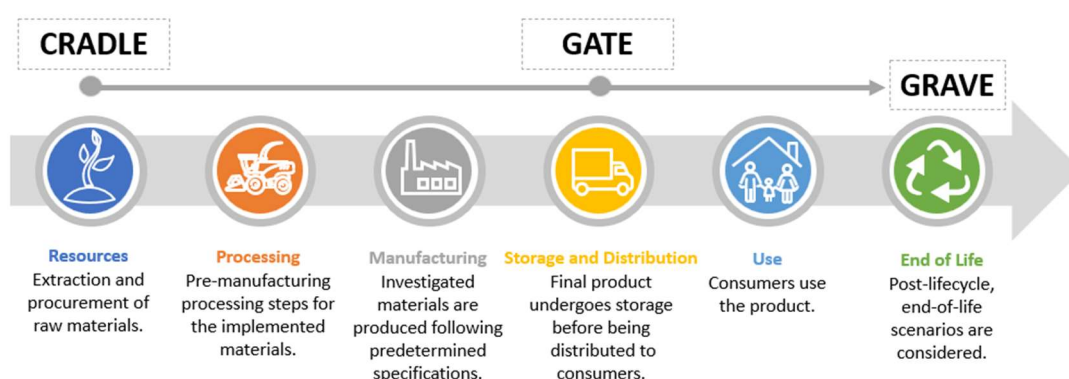 CRADLE
GATE
GRAVE
Resources
Extraction and
procurement of
raw materials.
Processing
Pre-manufacturing
processing steps for
the implemented
materials.
Manufacturing
Investigated
materials are
produced following
predetermined
specifications.
Storage and Distribution
Final product
undergoes storage
before being
distributed to
consumers.
Use
Consumers use
the product.
End of Life
Post-lifecycle,
end-of-life
scenarios are
considered.